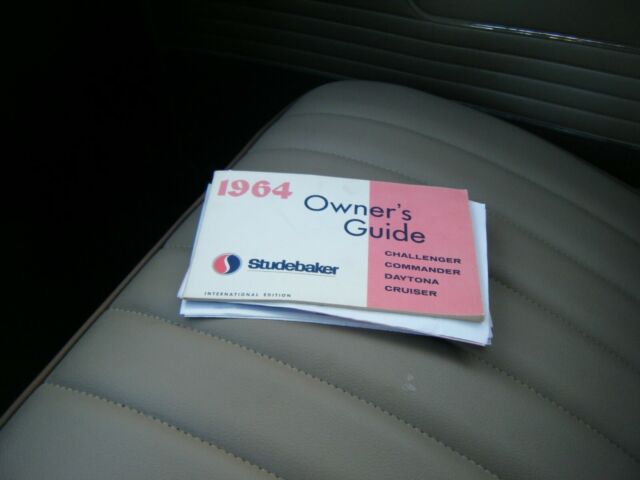 1964
Owner's
Guide
Studebaker
INTERNATIONAL EDITION
CHALLENGER
COMMANDER
DAYTONA
CRUISER